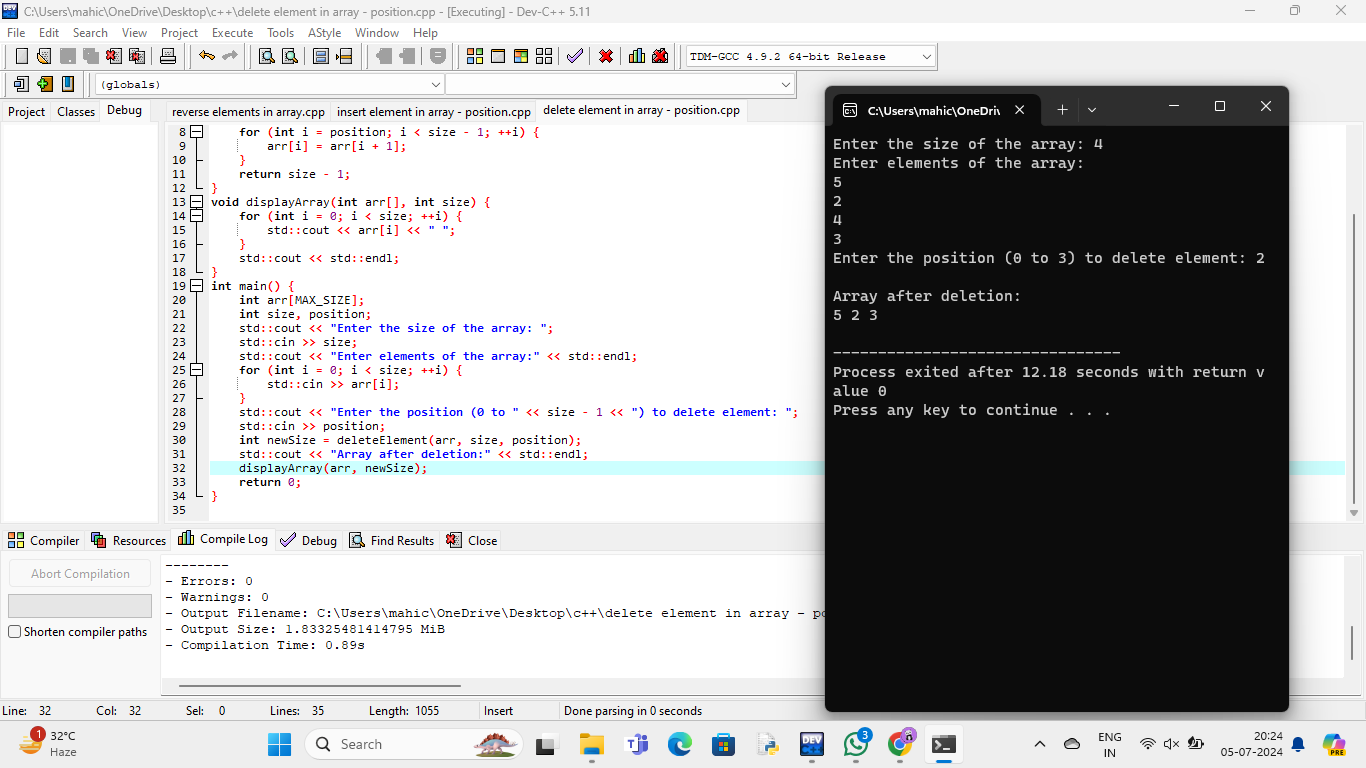 C:\Users\mahic\OneDrive\Desktop\c++\delete element in array - position.cpp - [Executing] - Dev-C++ 5.11
File Edit Search View Project Execute Tools AStyle Window Help
TDM-GCC 4.9.2 64-bit Release
(globals)
Project Classes Debug
reverse elements in array.cpp insert element in array - position.cpp delete element in array - position.cpp
8 for (int i = position; i < size - 1; ++i) {
9 arr[i] = arr[i + 1];
10 }
11 return size - 1;
12 }
13 void displayArray(int arr[], int size) {
14 for (int i = 0; i < size; ++i) {
15 std::cout << arr[i] << " ";
16 }
17 std::cout << std::endl;
18 }
19 int main() {
20 int arr[MAX_SIZE];
21 int size, position;
22 std::cout << "Enter the size of the array: ";
23 std::cin >> size;
24 std::cout << "Enter elements of the array:" << std::endl;
25 for (int i = 0; i < size; ++i) {
26 std::cin >> arr[i];
27 }
28 std::cout << "Enter the position (0 to " << size - 1 << ") to delete element: ";
29 std::cin >> position;
30 int newSize = deleteElement(arr, size, position);
31 std::cout << "Array after deletion:" << std::endl;
32 displayArray(arr, newSize);
33 return 0;
34 }
35
C:\Users\mahic\OneDri
Enter the size of the array: 4
Enter elements of the array:
5
2
4
3
Enter the position (0 to 3) to delete element: 2
Array after deletion:
5 2 3
--------------------------------
Process exited after 12.18 seconds with return v
alue 0
Press any key to continue . . .
Compiler Resources Compile Log Debug Find Results Close
Abort Compilation
Shorten compiler paths
--------
- Errors: 0
- Warnings: 0
- Output Filename: C:\Users\mahic\OneDrive\Desktop\c++\delete element in array - po
- Output Size: 1.83325481414795 MiB
- Compilation Time: 0.89s
Line: 32 Col: 32 Sel: 0 Lines: 35 Length: 1055 Insert Done parsing in 0 seconds
1
32°C
Haze
Search
DEV
3
ENG
IN
20:24
05-07-2024
PRE